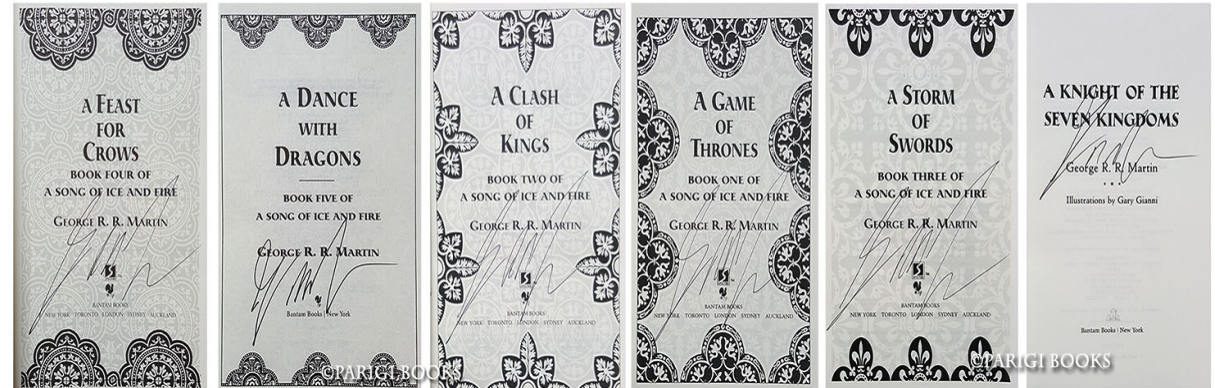 A FEAST
FOR
CROWS
BOOK FOUR OF
A SONG OF ICE AND FIRE
GEORGE R. R. MARTIN
BANTAM BOOKS
NEW YORK TORONTO LONDON SYDNEY AUCKLAND
A DANCE
WITH
DRAGONS
BOOK FIVE OF
A SONG OF ICE AND FIRE
GEORGE R. R. MARTIN
Bantam Books | New York
A CLASH
OF
KINGS
BOOK TWO OF
A SONG OF ICE AND FIRE
GEORGE R. R. MARTIN
BANTAM BOOKS
NEW YORK TORONTO LONDON SYDNEY AUCKLAND
A GAME
OF
THRONES
BOOK ONE OF
A SONG OF ICE AND FIRE
GEORGE R. R. MARTIN
BANTAM BOOKS
NEW YORK TORONTO LONDON SYDNEY AUCKLAND
A STORM
OF
SWORDS
BOOK THREE OF
A SONG OF ICE AND FIRE
GEORGE R. R. MARTIN
BANTAM BOOKS
NEW YORK TORONTO LONDON SYDNEY AUCKLAND
A KNIGHT OF THE
SEVEN KINGDOMS
George R. R. Martin
Illustrations by Gary Gianni
Bantam Books | New York
©PARIGI BOOKS
©PARIGI BOOKS